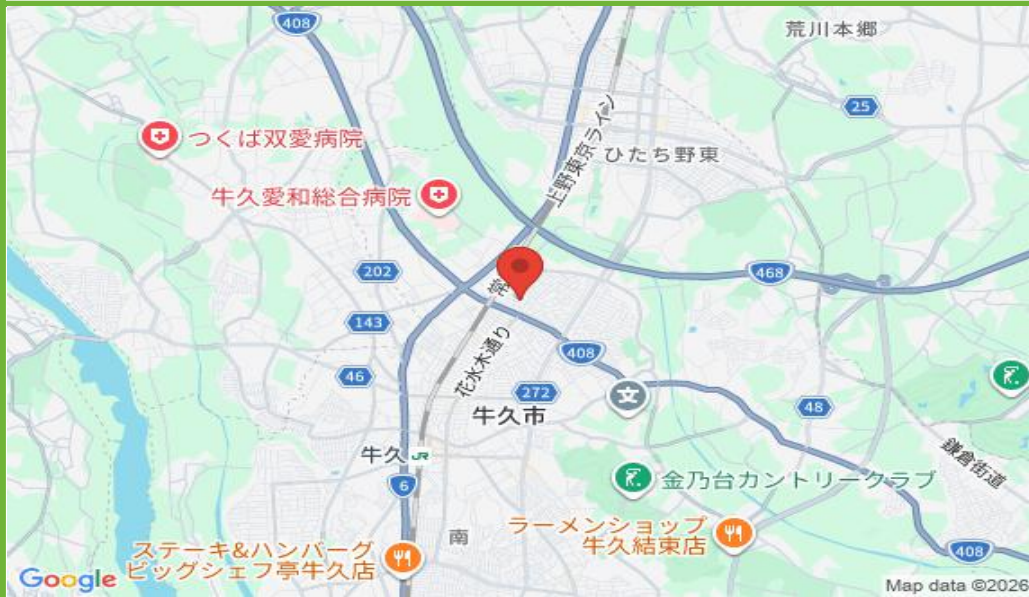 408
荒川本郷
25
つくば双愛病院
上野東京ライン
ひたち野東
牛久愛和総合病院
202
468
常
143
花水木通り
408
46
272
文
48
牛久市
牛久 JR
鎌倉街道
6
金乃台カントリークラブ
ラーメンショップ
牛久結束店
南
408
ステーキ&ハンバーグ
ビッグシェフ亭牛久店
Google
Map data ©2026